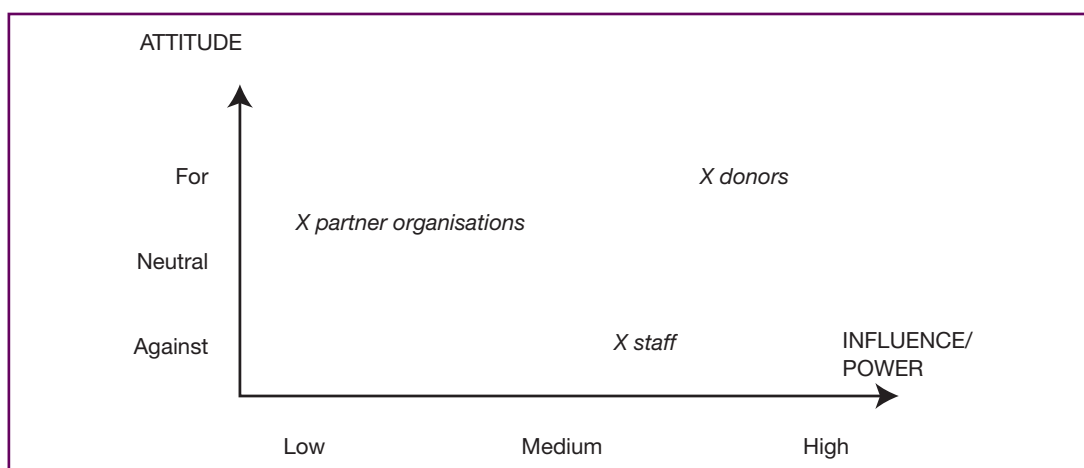 ATTITUDE
For
X donors
X partner organisations
Neutral
Against
X staff
INFLUENCE/
POWER
Low
Medium
High